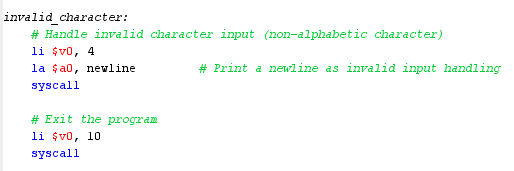 invalid_character:
# Handle invalid character input (non-alphabetic character)
li $v0, 4
la $a0, newline # Print a newline as invalid input handling
syscall
# Exit the program
li $v0, 10
syscall